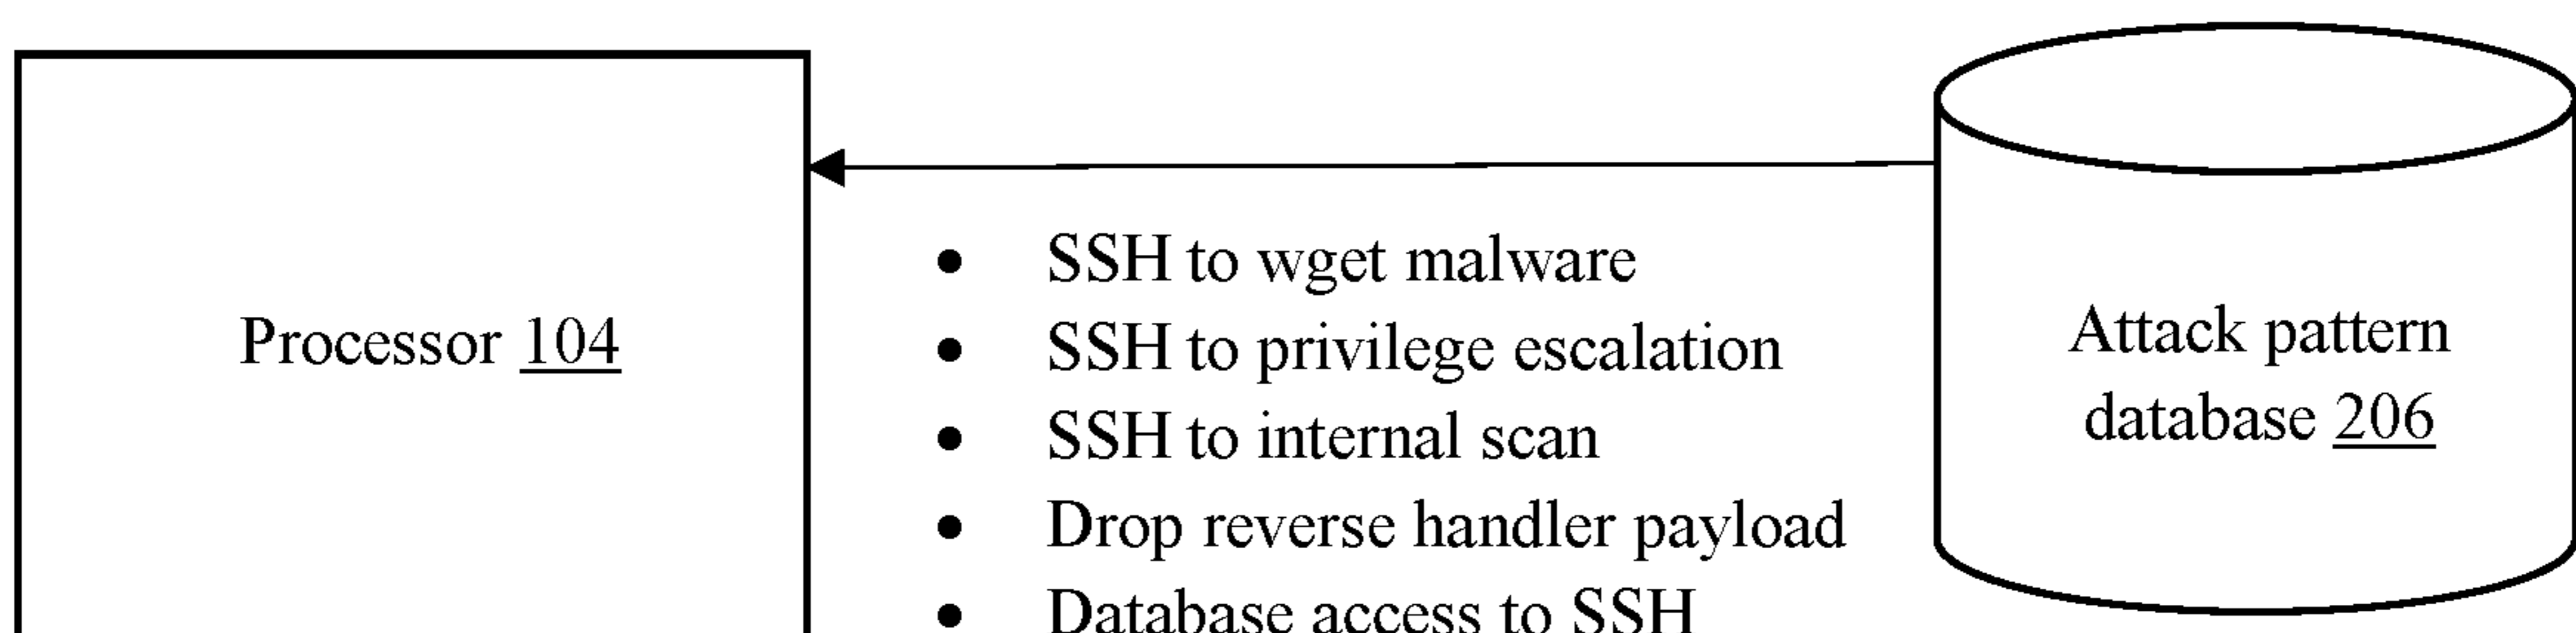 Processor 104
• SSH to wget malware
• SSH to privilege escalation
• SSH to internal scan
• Drop reverse handler payload
• Database access to SSH
Attack pattern
database 206